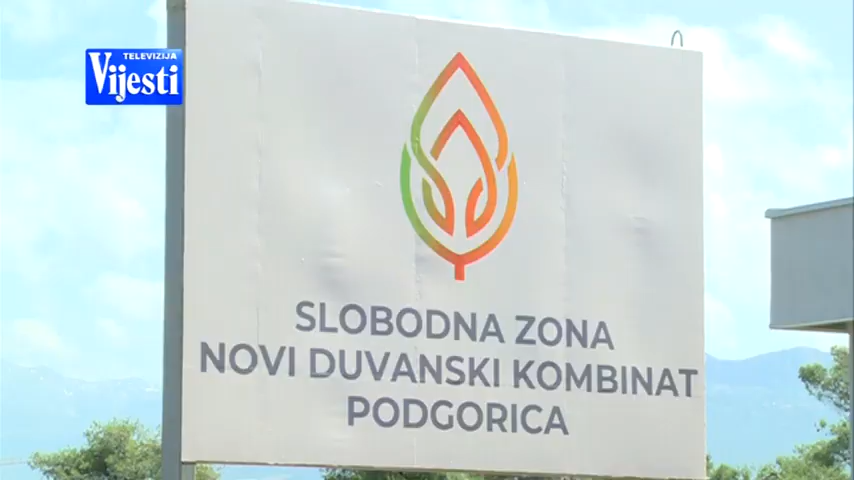 TELEVIZIJA
Vijesti
SLOBODNA ZONA
NOVI DUVANSKI KOMBINAT
PODGORICA